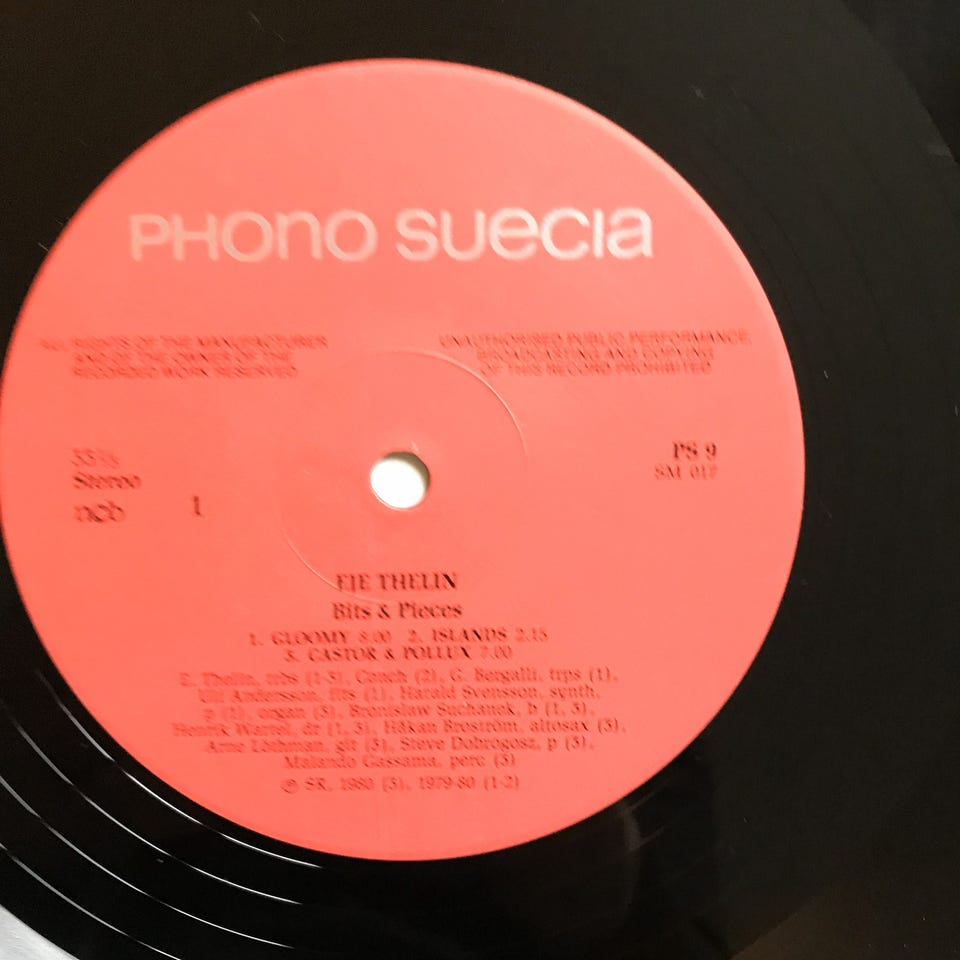 PHONO SUECIA
ALL RIGHTS OF THE MANUFACTURER
AND OF THE OWNER OF THE
RECORDED WORK RESERVED
UNAUTHORISED PUBLIC PERFORMANCE,
BROADCASTING AND COPYING
OF THIS RECORD PROHIBITED
33⅓
Stereo
ncb
1
PS 9
SM 017
EJE THELIN
Bits & Pieces
1. GLOOMY 8.00 2. ISLANDS 2.15
3. CASTOR & POLLUX 7.00
E. Thelin, tmbs (1-3), Conch (2), G. Bergalli, trps (1),
Ulf Andersson, flts (1), Harald Svensson, synth,
p (1), organ (3), Bronislaw Suchanek, b (1, 3),
Henrik Wartel, dr (1, 3), Håkan Broström, altosax (3),
Arne Löthman, git (3), Steve Dobrogosz, p (3),
Malando Gassama, perc (3)
℗ SR, 1980 (3), 1979-80 (1-2)